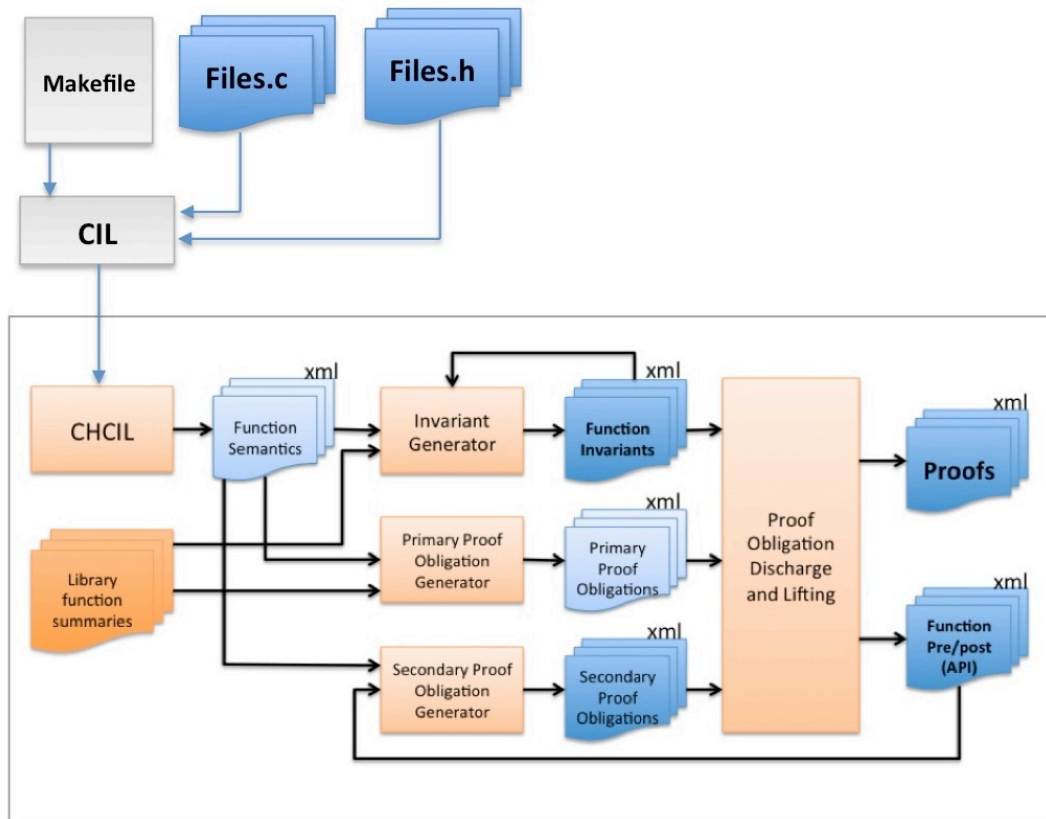 Makefile
Files.c
Files.h
CIL
xml
xml
CHCIL
Function
Semantics
Invariant
Generator
Function
Invariants
xml
Proofs
xml
Library
function
summaries
Primary Proof
Obligation
Generator
Primary
Proof
Obligations
Proof
Obligation
Discharge
and Lifting
xml
Function
Pre/post
(API)
xml
Secondary Proof
Obligation
Generator
Secondary
Proof
Obligations